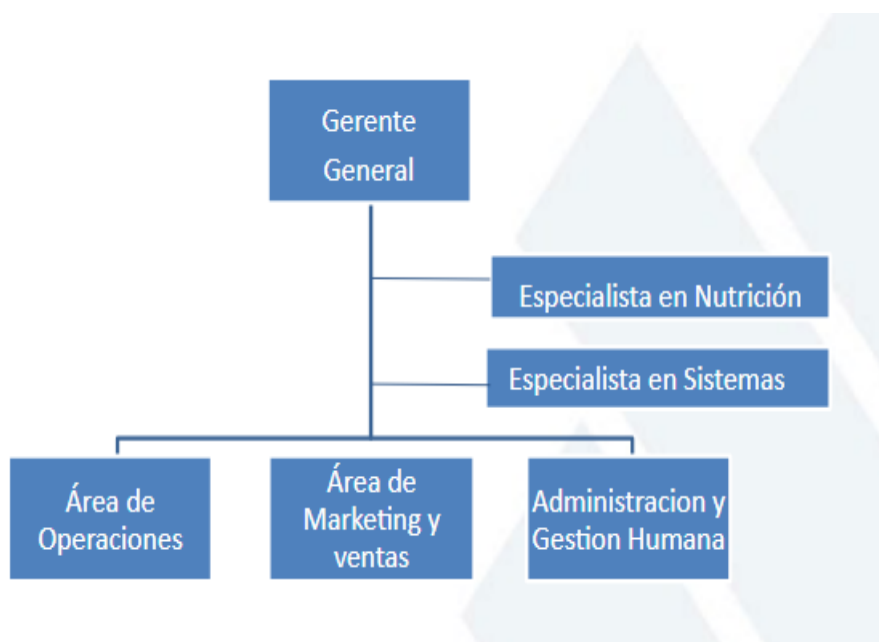 Gerente
General
Especialista en Nutrición
Especialista en Sistemas
Área de
Operaciones
Área de
Marketing y
ventas
Administracion y
Gestion Humana